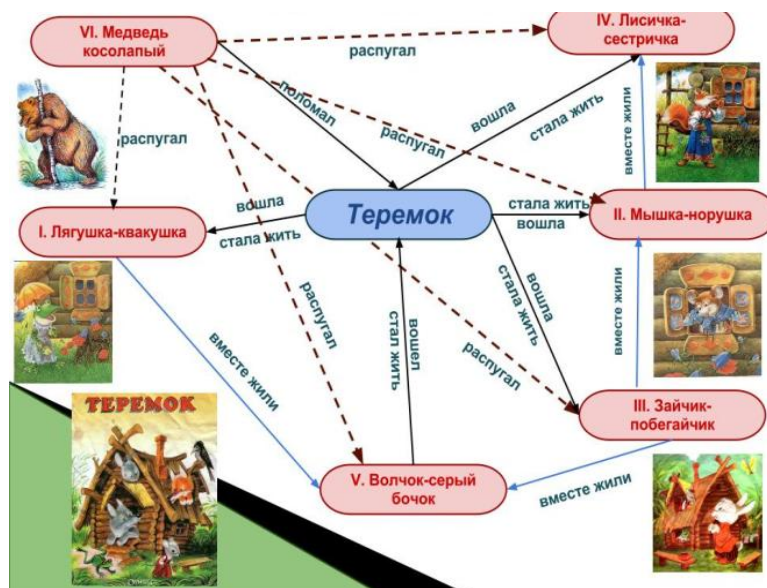 VI. Медведь
косолапый
IV. Лисичка-
сестричка
распугал
поломал
вошла
стала жить
распугал
вместе жили
распугал
вошла
стала жить
Теремок
стала жить
вошла
I. Лягушка-квакушка
II. Мышка-норушка
распугал
вошел
стал жить
вошла
стала жить
вместе жили
вместе жили
распугал
ТЕРЕМОК
III. Зайчик-
побегайчик
V. Волчок-серый
бочок
вместе жили